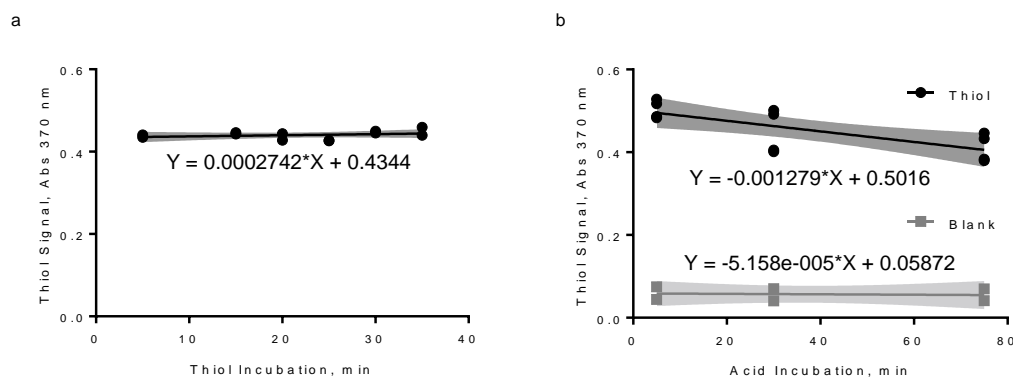 a
Thiol Signal, Abs 370 nm
0.6
0.4
0.2
0.0
Y = 0.0002742*X + 0.4344
0 10 20 30 40
Thiol Incubation, min
b
Thiol Signal, Abs 370 nm
0.6
0.4
0.2
0.0
Thiol
Y = -0.001279*X + 0.5016
Blank
Y = -5.158e-005*X + 0.05872
0 20 40 60 80
Acid Incubation, min